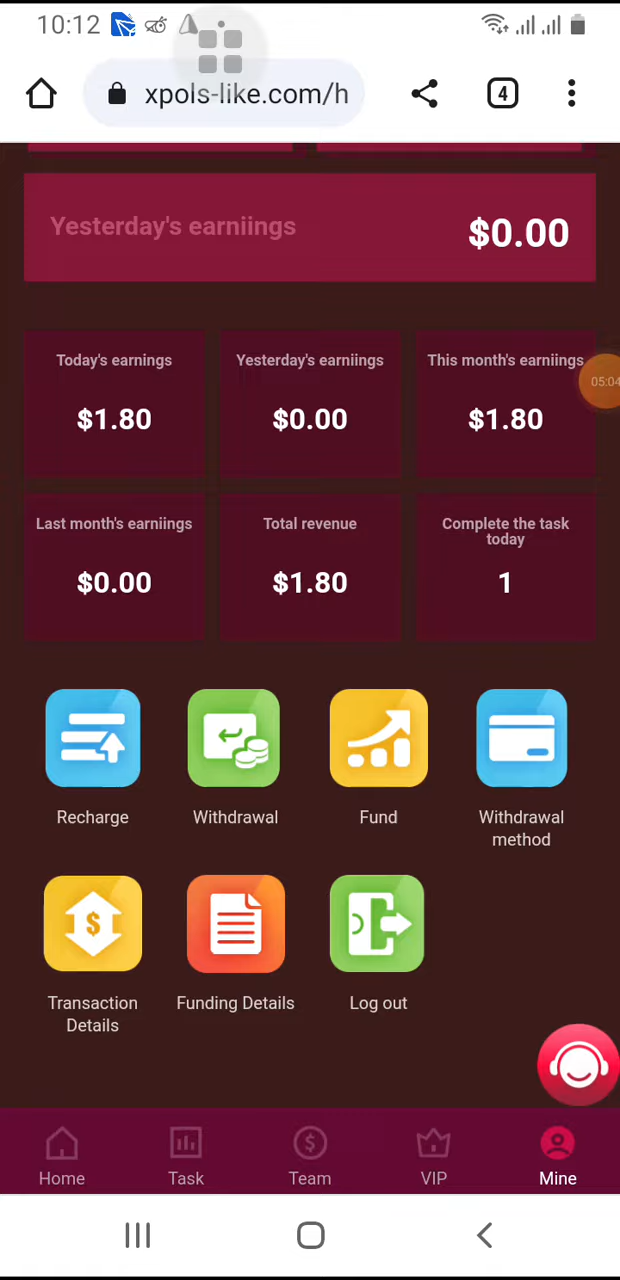 10:12
xpols-like.com/h
4
Yesterday's earniings
$0.00
Today's earnings
$1.80
Yesterday's earniings
$0.00
This month's earniings
$1.80
05:04
Last month's earniings
$0.00
Total revenue
$1.80
Complete the task
today
1
Recharge
Withdrawal
Fund
Withdrawal
method
$
Transaction
Details
Funding Details
Log out
$
Home
Task
Team
VIP
Mine